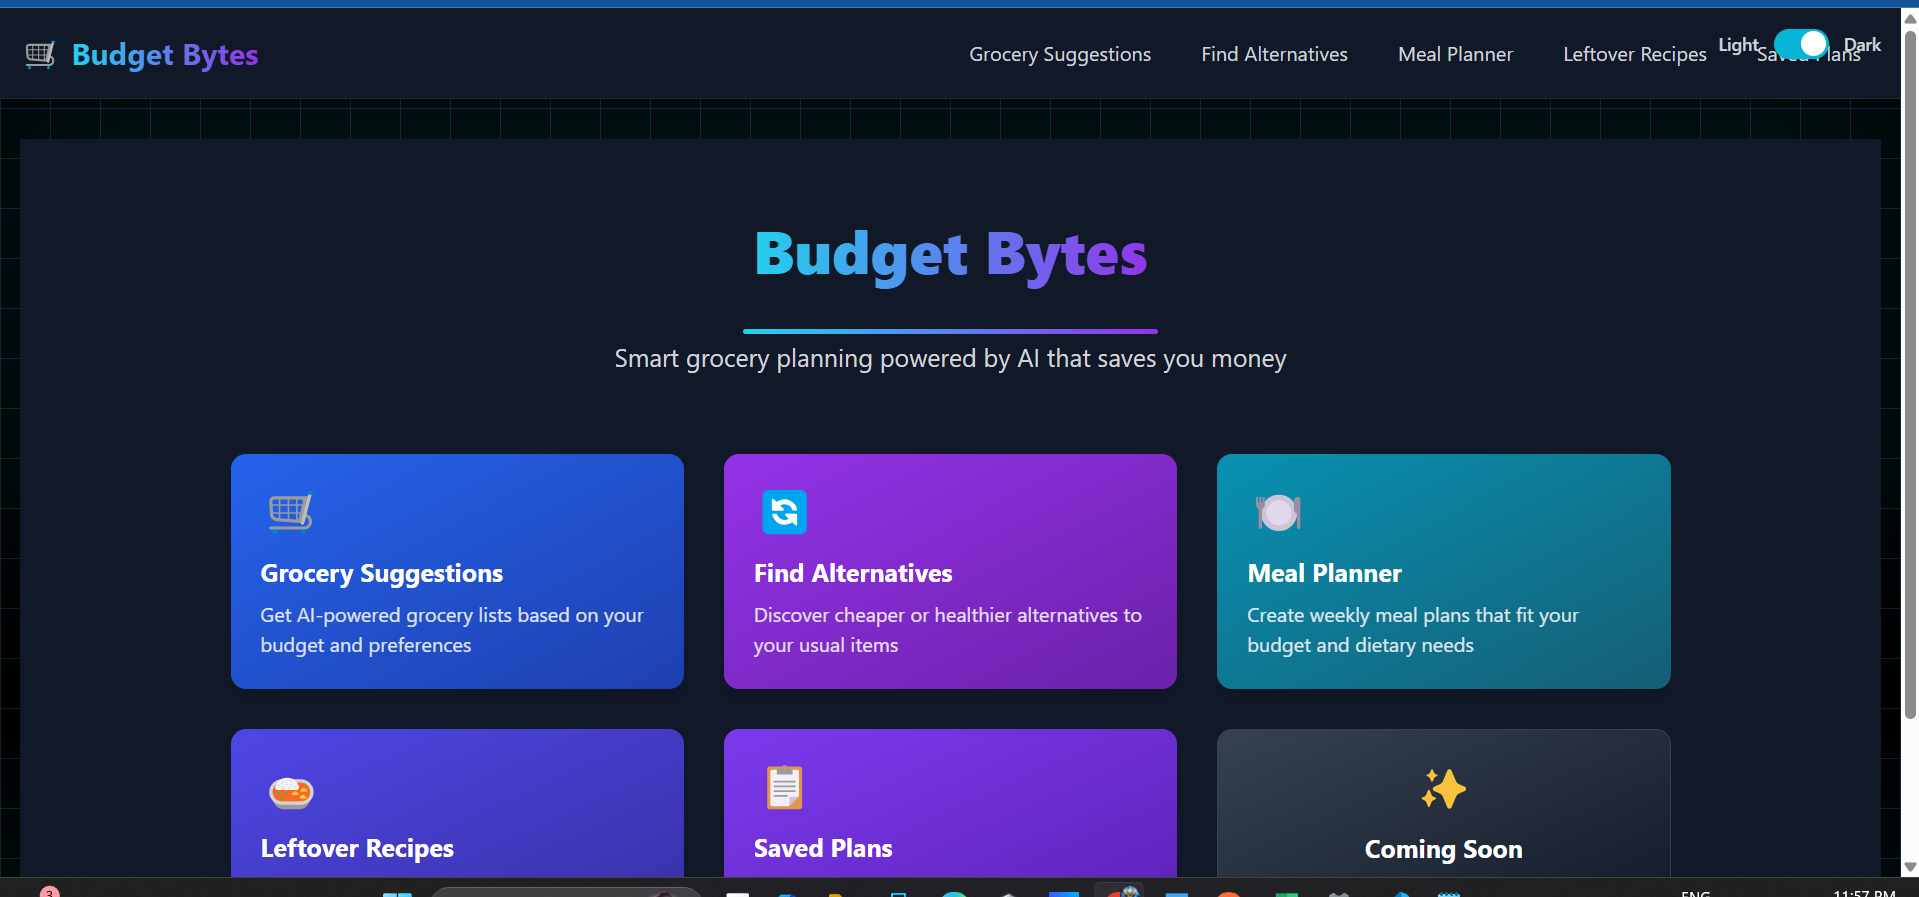 Budget Bytes
Grocery Suggestions
Find Alternatives
Meal Planner
Leftover Recipes
Saved Plans
Light
Dark
Budget Bytes
Smart grocery planning powered by AI that saves you money
Grocery Suggestions
Get AI-powered grocery lists based on your
budget and preferences
Find Alternatives
Discover cheaper or healthier alternatives to
your usual items
Meal Planner
Create weekly meal plans that fit your
budget and dietary needs
Leftover Recipes
Saved Plans
Coming Soon
3
ENG
11:57 PM